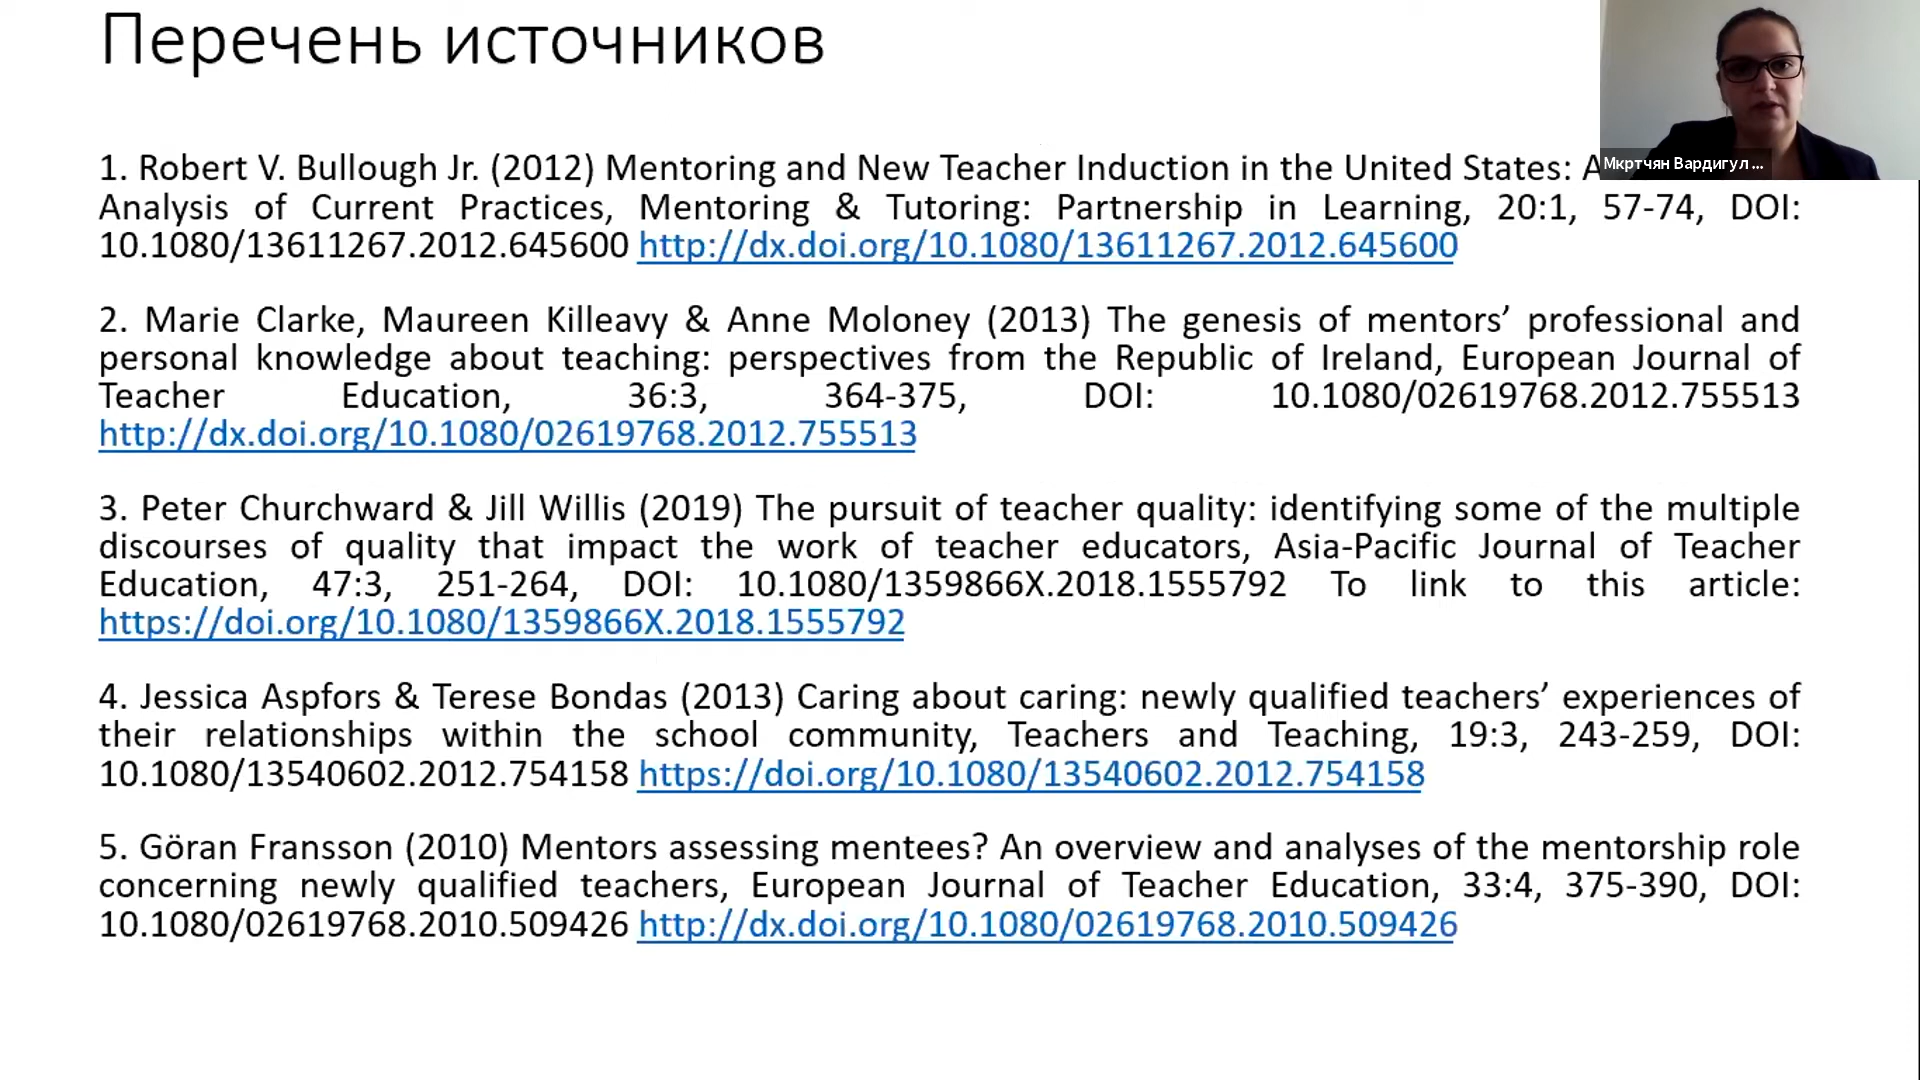 Перечень источников
Мкртчян Вардигул ...
1. Robert V. Bullough Jr. (2012) Mentoring and New Teacher Induction in the United States: A
Analysis of Current Practices, Mentoring & Tutoring: Partnership in Learning, 20:1, 57-74, DOI:
10.1080/13611267.2012.645600 http://dx.doi.org/10.1080/13611267.2012.645600
2. Marie Clarke, Maureen Killeavy & Anne Moloney (2013) The genesis of mentors’ professional and
personal knowledge about teaching: perspectives from the Republic of Ireland, European Journal of
Teacher Education, 36:3, 364-375, DOI: 10.1080/02619768.2012.755513
http://dx.doi.org/10.1080/02619768.2012.755513
3. Peter Churchward & Jill Willis (2019) The pursuit of teacher quality: identifying some of the multiple
discourses of quality that impact the work of teacher educators, Asia-Pacific Journal of Teacher
Education, 47:3, 251-264, DOI: 10.1080/1359866X.2018.1555792 To link to this article:
https://doi.org/10.1080/1359866X.2018.1555792
4. Jessica Aspfors & Terese Bondas (2013) Caring about caring: newly qualified teachers’ experiences of
their relationships within the school community, Teachers and Teaching, 19:3, 243-259, DOI:
10.1080/13540602.2012.754158 https://doi.org/10.1080/13540602.2012.754158
5. Göran Fransson (2010) Mentors assessing mentees? An overview and analyses of the mentorship role
concerning newly qualified teachers, European Journal of Teacher Education, 33:4, 375-390, DOI:
10.1080/02619768.2010.509426 http://dx.doi.org/10.1080/02619768.2010.509426